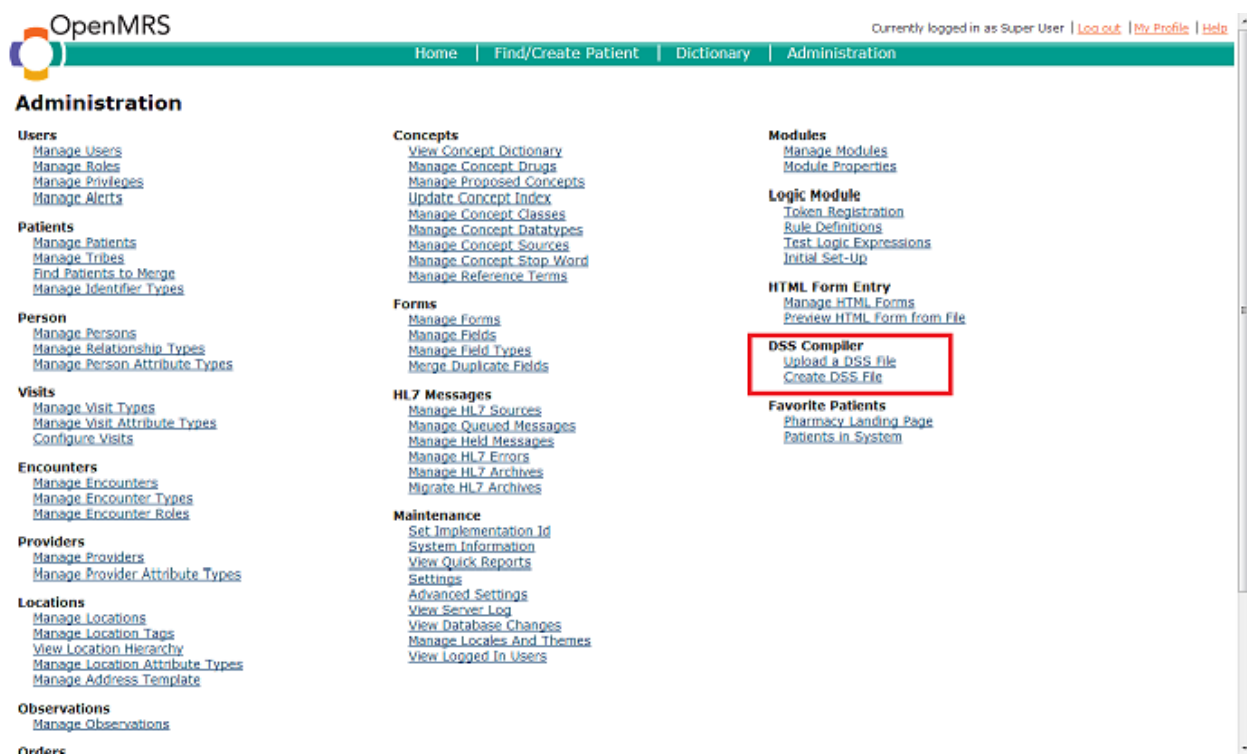 OpenMRS
Currently logged in as Super User | Log out | My Profile | Help
Home | Find/Create Patient | Dictionary | Administration
Administration
Users
Manage Users
Manage Roles
Manage Privileges
Manage Alerts
Patients
Manage Patients
Manage Tribes
Find Patients to Merge
Manage Identifier Types
Person
Manage Persons
Manage Relationship Types
Manage Person Attribute Types
Visits
Manage Visit Types
Manage Visit Attribute Types
Configure Visits
Encounters
Manage Encounters
Manage Encounter Types
Manage Encounter Roles
Providers
Manage Providers
Manage Provider Attribute Types
Locations
Manage Locations
Manage Location Tags
View Location Hierarchy
Manage Location Attribute Types
Manage Address Template
Observations
Manage Observations
Orders
Concepts
View Concept Dictionary
Manage Concept Drugs
Manage Proposed Concepts
Update Concept Index
Manage Concept Classes
Manage Concept Datatypes
Manage Concept Sources
Manage Concept Stop Word
Manage Reference Terms
Forms
Manage Forms
Manage Fields
Manage Field Types
Merge Duplicate Fields
HL7 Messages
Manage HL7 Sources
Manage Queued Messages
Manage Held Messages
Manage HL7 Errors
Manage HL7 Archives
Migrate HL7 Archives
Maintenance
Set Implementation Id
System Information
View Quick Reports
Settings
Advanced Settings
View Server Log
View Database Changes
Manage Locales And Themes
View Logged In Users
Modules
Manage Modules
Module Properties
Logic Module
Token Registration
Rule Definitions
Test Logic Expressions
Initial Set-Up
HTML Form Entry
Manage HTML Forms
Preview HTML Form from File
DSS Compiler
Upload a DSS File
Create DSS File
Favorite Patients
Pharmacy Landing Page
Patients in System